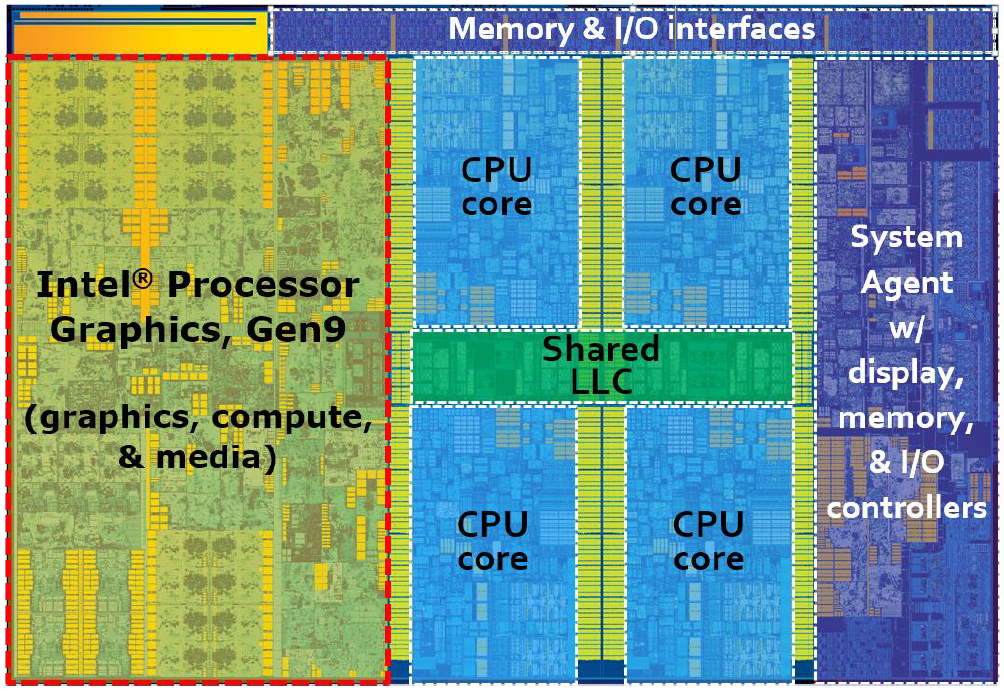 Memory & I/O interfaces
CPU
core
CPU
core
Intel® Processor
Graphics, Gen9
(graphics, compute,
& media)
Shared
LLC
System
Agent
w/
display,
memory,
& I/O
controllers
CPU
core
CPU
core